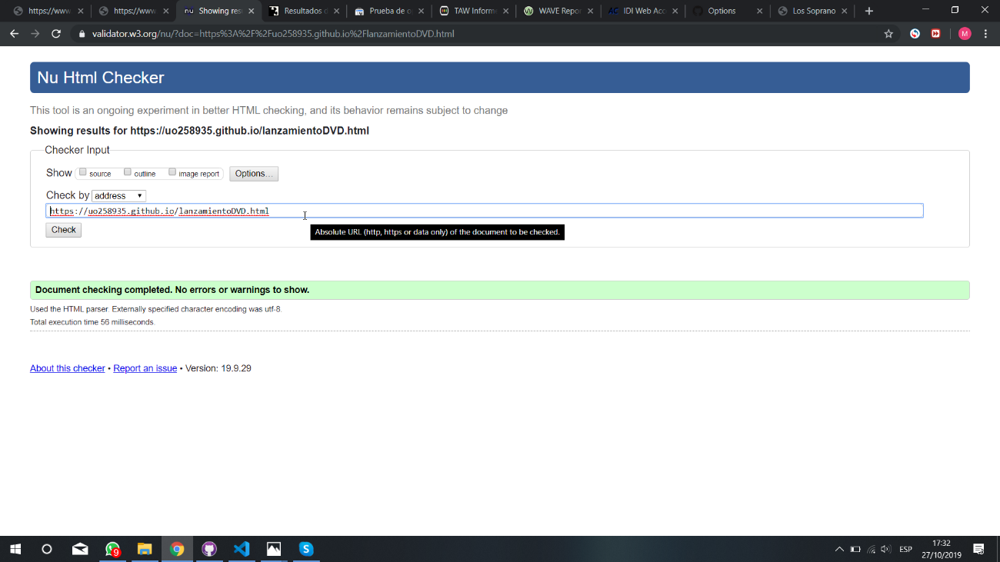 https://www
https://www
nu Showing res
Resultados d
Prueba de op
TAW Inform
WAVE Repor
AC IDI Web Acc
Options
Los Soprano
validator.w3.org/nu/?doc=https%3A%2F%2Fuo258935.github.io%2FlanzamientoDVD.html
M
Nu Html Checker
This tool is an ongoing experiment in better HTML checking, and its behavior remains subject to change
Showing results for https://uo258935.github.io/lanzamientoDVD.html
Checker Input
Show source outline image report Options...
Check by address
https://uo258935.github.io/lanzamientoDVD.html
Check
Absolute URL (http, https or data only) of the document to be checked.
Document checking completed. No errors or warnings to show.
Used the HTML parser. Externally specified character encoding was utf-8.
Total execution time 56 milliseconds.
About this checker • Report an issue • Version: 19.9.29
9
ESP
17:32
27/10/2019